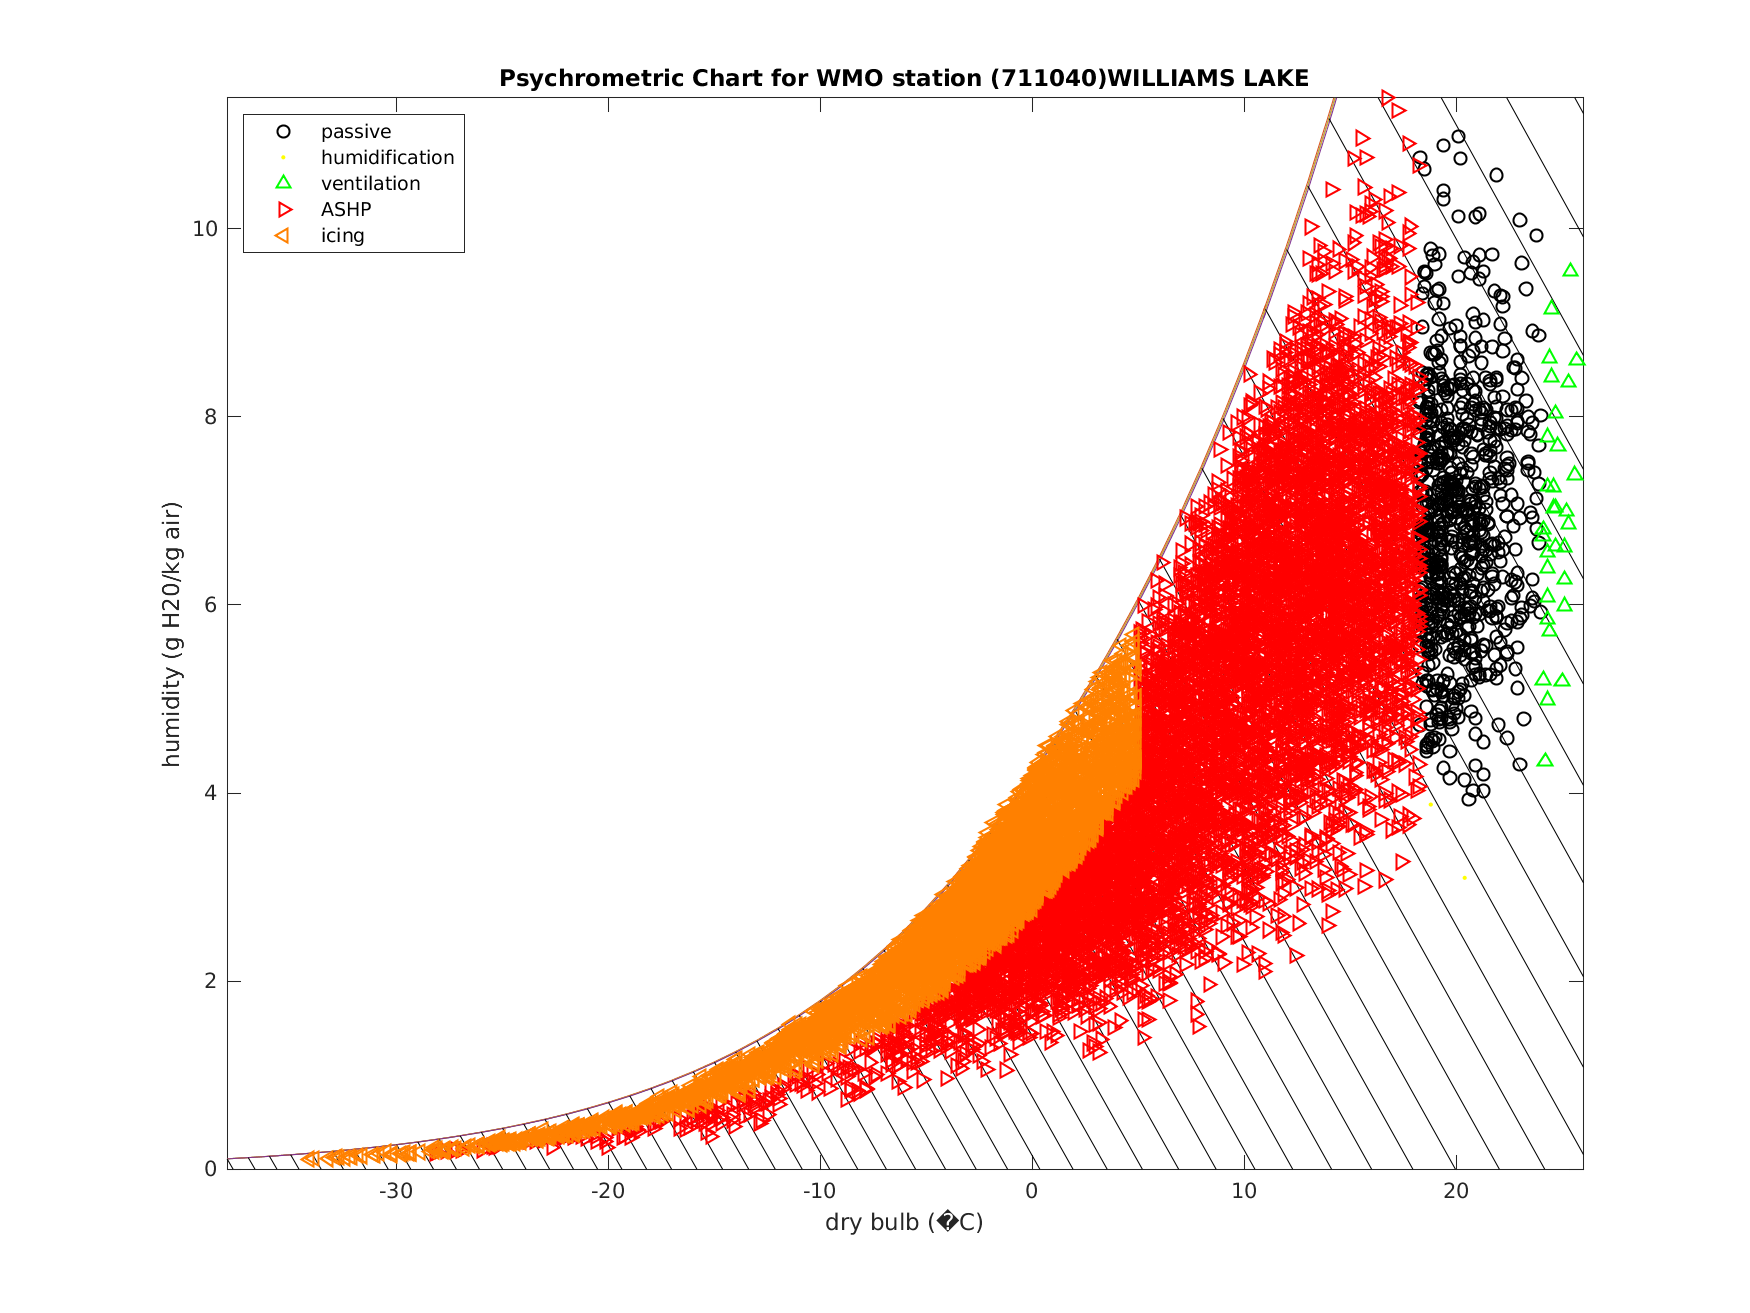 Psychrometric Chart for WMO station (711040)WILLIAMS LAKE
passive
humidification
ventilation
ASHP
icing
humidity (g H20/kg air)
10
8
6
4
2
0
-30
-20
-10
0
10
20
dry bulb (�C)